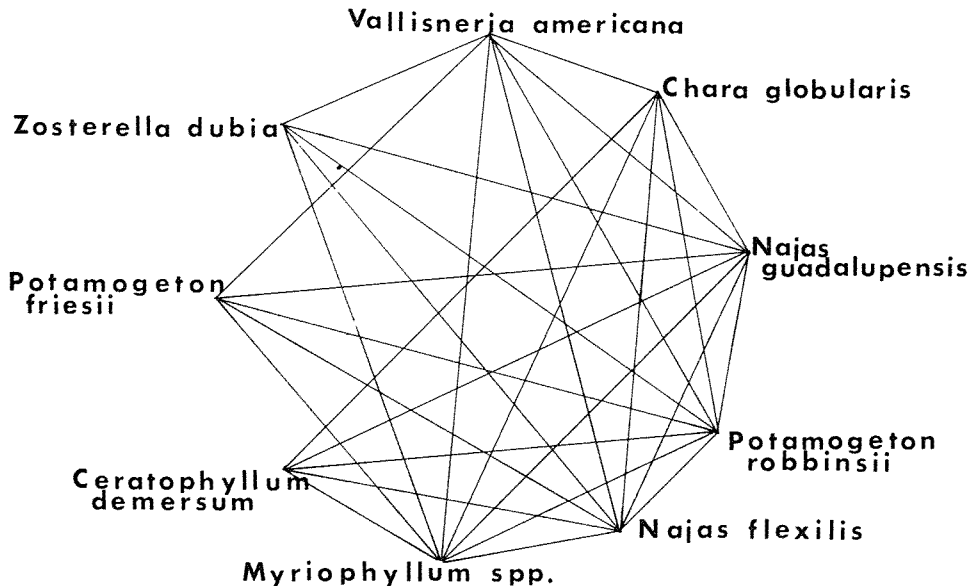 Vallisneria americana
Chara globularis
Zosterella dubia
Najas
guadalupensis
Potamogeton
friesii
Potamogeton
robbinsii
Ceratophyllum
demersum
Najas flexilis
Myriophyllum spp.